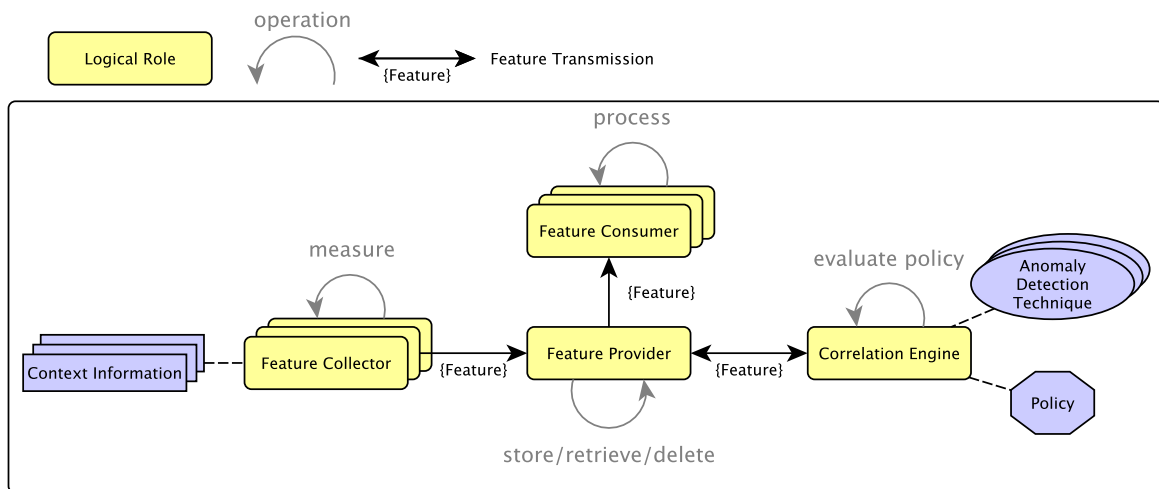 operation
Logical Role
{Feature}
Feature Transmission
process
Feature Consumer
measure
evaluate policy
Anomaly
Detection
Technique
{Feature}
Context Information
Feature Collector
{Feature}
Feature Provider
{Feature}
Correlation Engine
Policy
store/retrieve/delete